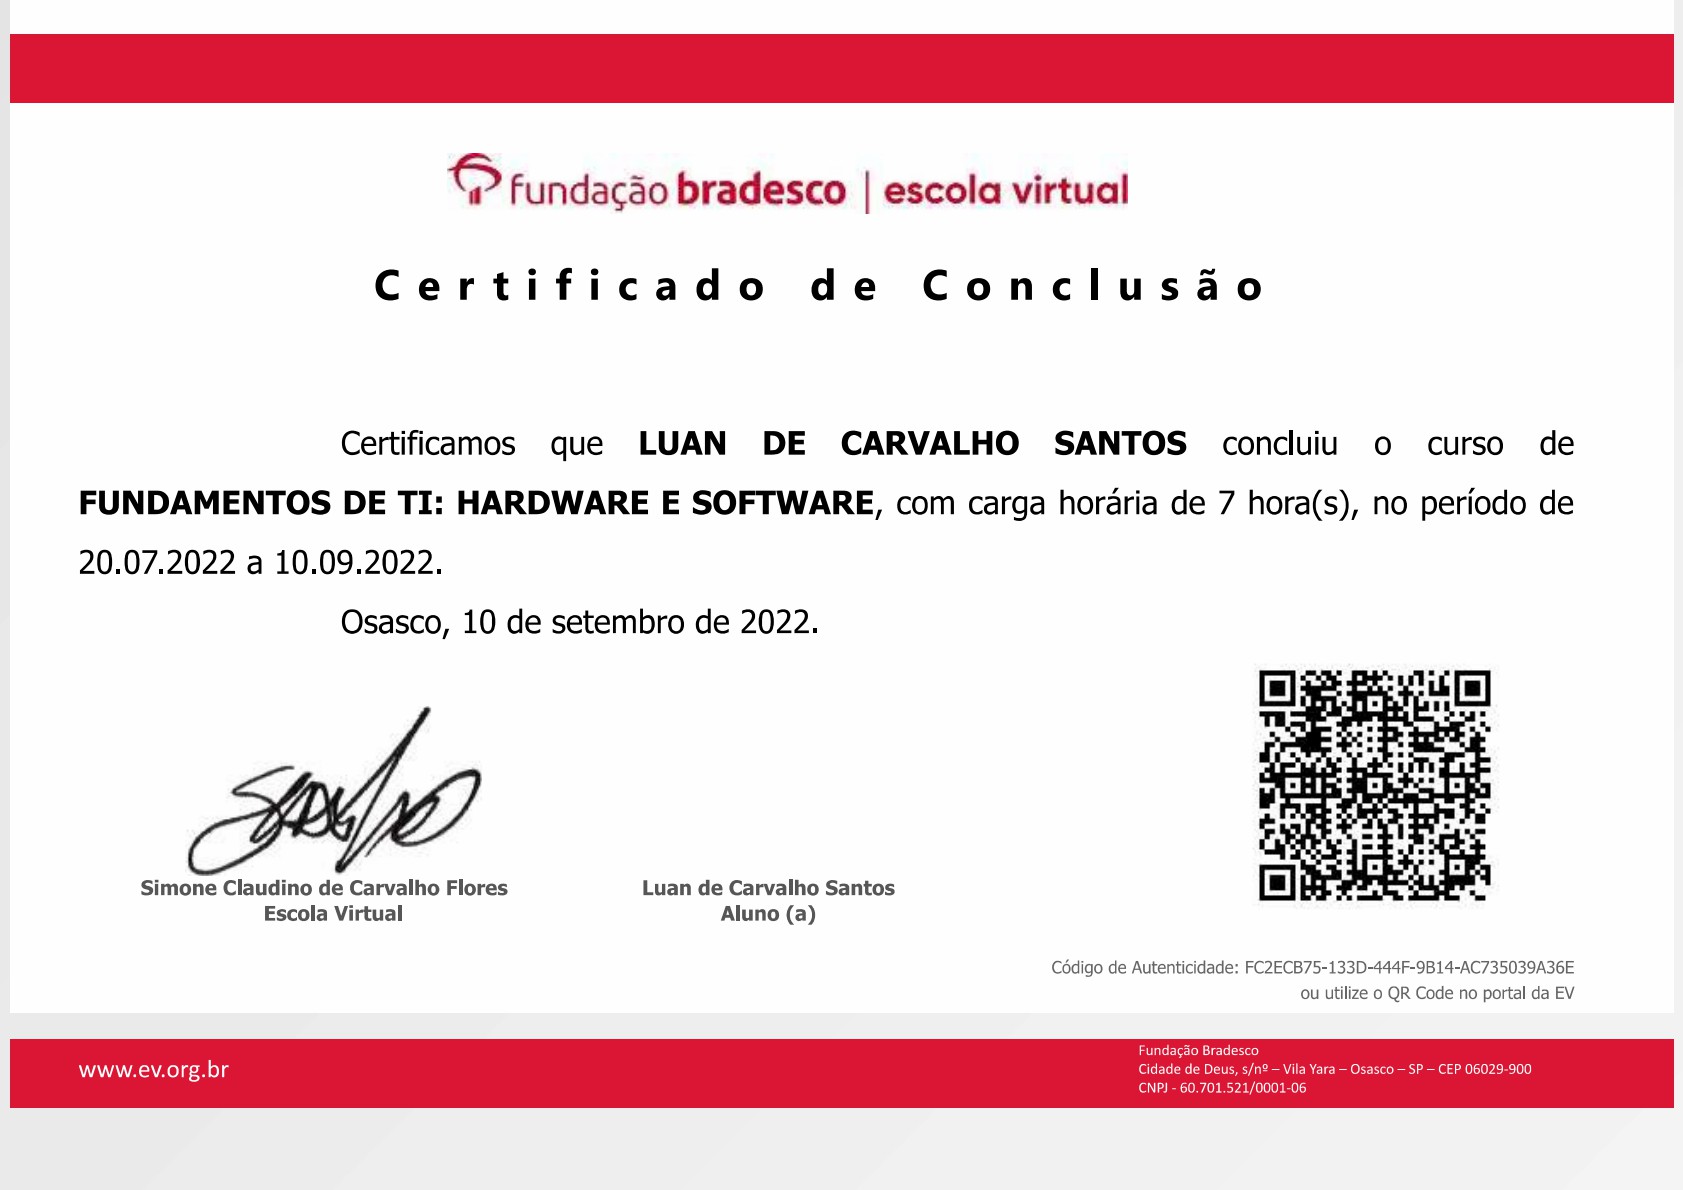 fundação bradesco | escola virtual
Certificado de Conclusão
Certificamos que LUAN DE CARVALHO SANTOS concluiu o curso de
FUNDAMENTOS DE TI: HARDWARE E SOFTWARE, com carga horária de 7 hora(s), no período de
20.07.2022 a 10.09.2022.
Osasco, 10 de setembro de 2022.
Simone Claudino de Carvalho Flores
Escola Virtual
Luan de Carvalho Santos
Aluno (a)
Código de Autenticidade: FC2ECB75-133D-444F-9B14-AC735039A36E
ou utilize o QR Code no portal da EV
www.ev.org.br
Fundação Bradesco
Cidade de Deus, s/nº – Vila Yara – Osasco – SP – CEP 06029-900
CNPJ - 60.701.521/0001-06